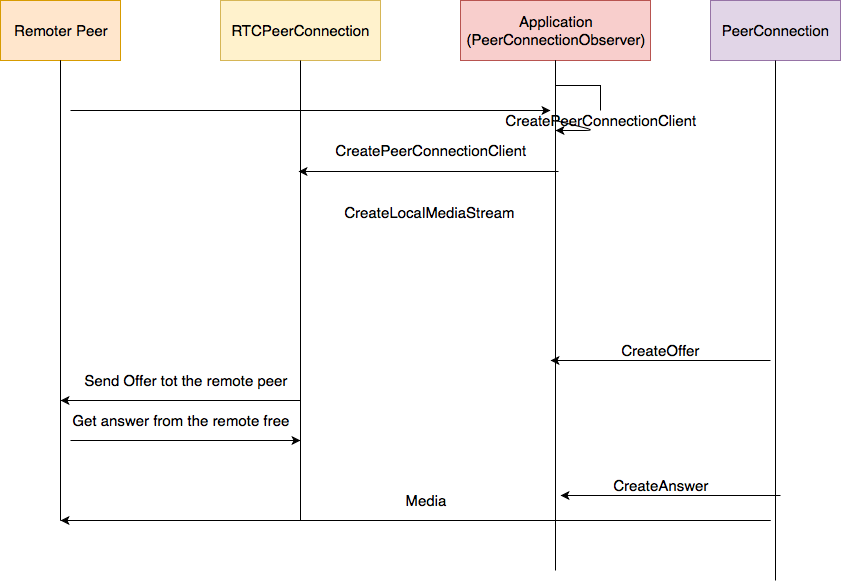 Remoter Peer
RTCPeerConnection
Application
(PeerConnectionObserver)
PeerConnection
CreatePeerConnectionClient
CreatePeerConnectionClient
CreateLocalMediaStream
CreateOffer
Send Offer tot the remote peer
Get answer from the remote free
CreateAnswer
Media